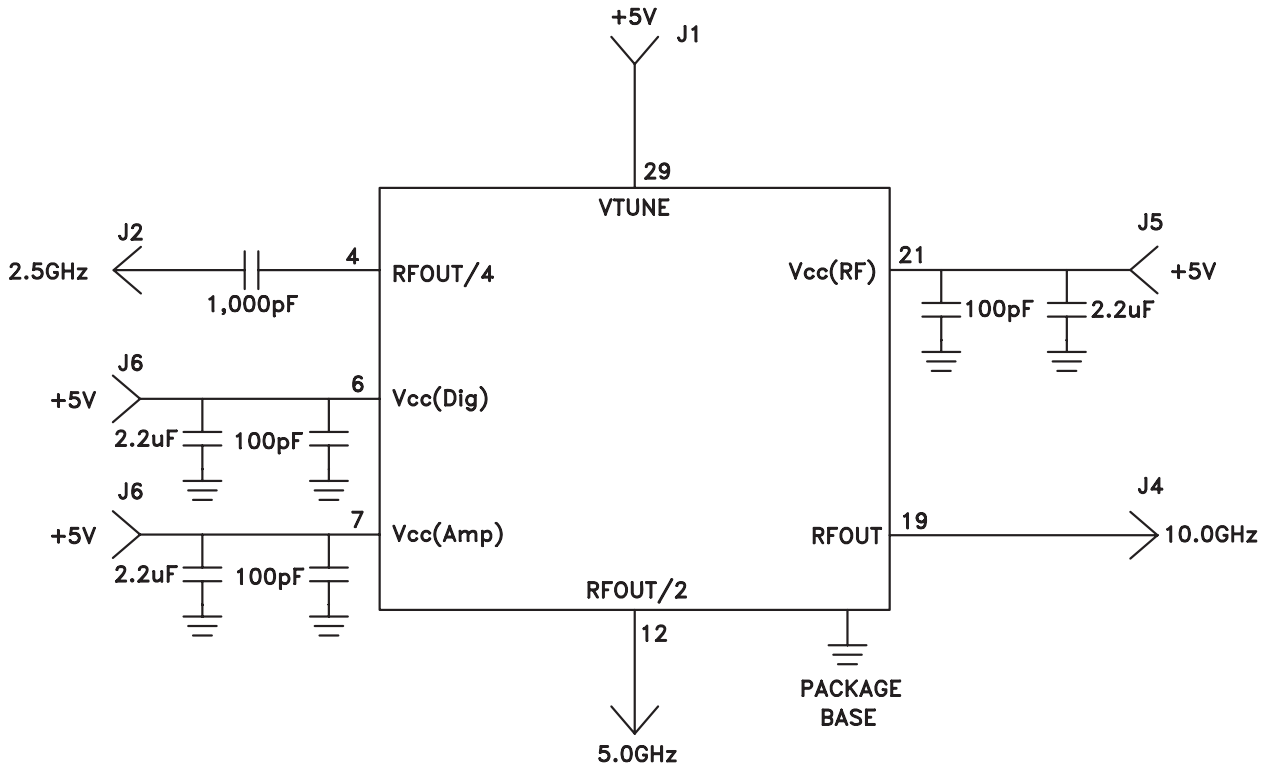 +5V
J1
29
VTUNE
J2
2.5GHz
1,000pF
4
RFOUT/4
J6
+5V
2.2uF
100pF
6
Vcc(Dig)
J6
+5V
2.2uF
100pF
7
Vcc(Amp)
RFOUT/2
12
5.0GHz
21
Vcc(RF)
J5
+5V
100pF
2.2uF
J4
RFOUT
19
10.0GHz
PACKAGE
BASE